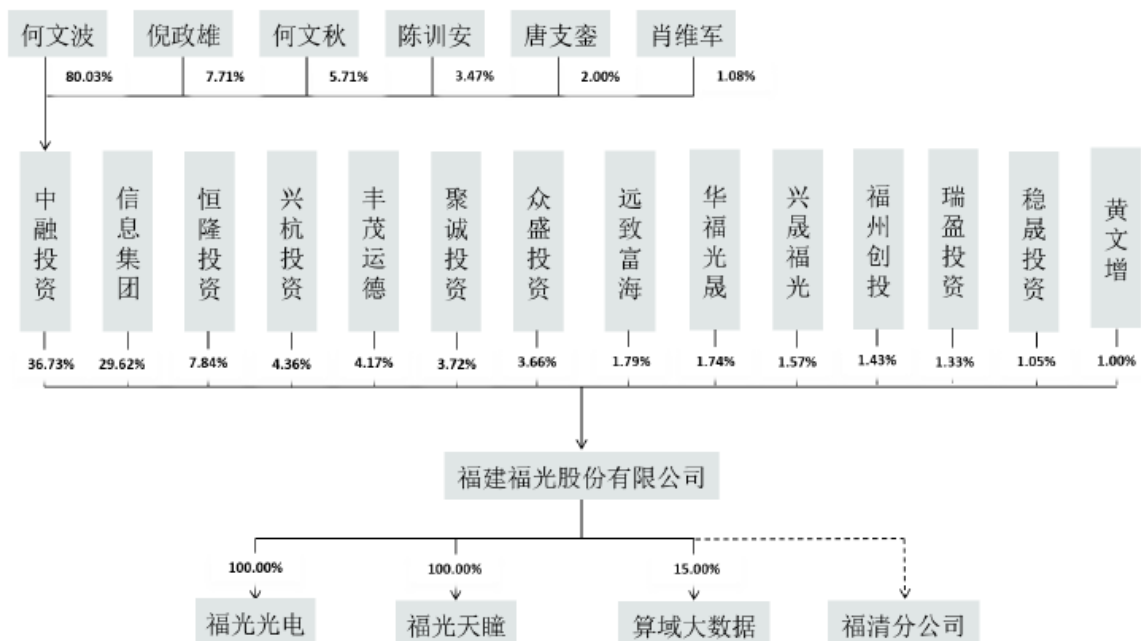 何文波 倪政雄 何文秋 陈训安 唐支銮 肖维军
80.03% 7.71% 5.71% 3.47% 2.00% 1.08%
中融投资
信息集团
恒隆投资
兴杭投资
丰茂运德
聚诚投资
众盛投资
远致富海
华福光晟
兴晟福光
福州创投
瑞盈投资
稳晟投资
黄文增
36.73% 29.62% 7.84% 4.36% 4.17% 3.72% 3.66% 1.79% 1.74% 1.57% 1.43% 1.33% 1.05% 1.00%
福建福光股份有限公司
100.00% 100.00% 15.00%
福光光电 福光天瞳 算域大数据 福清分公司